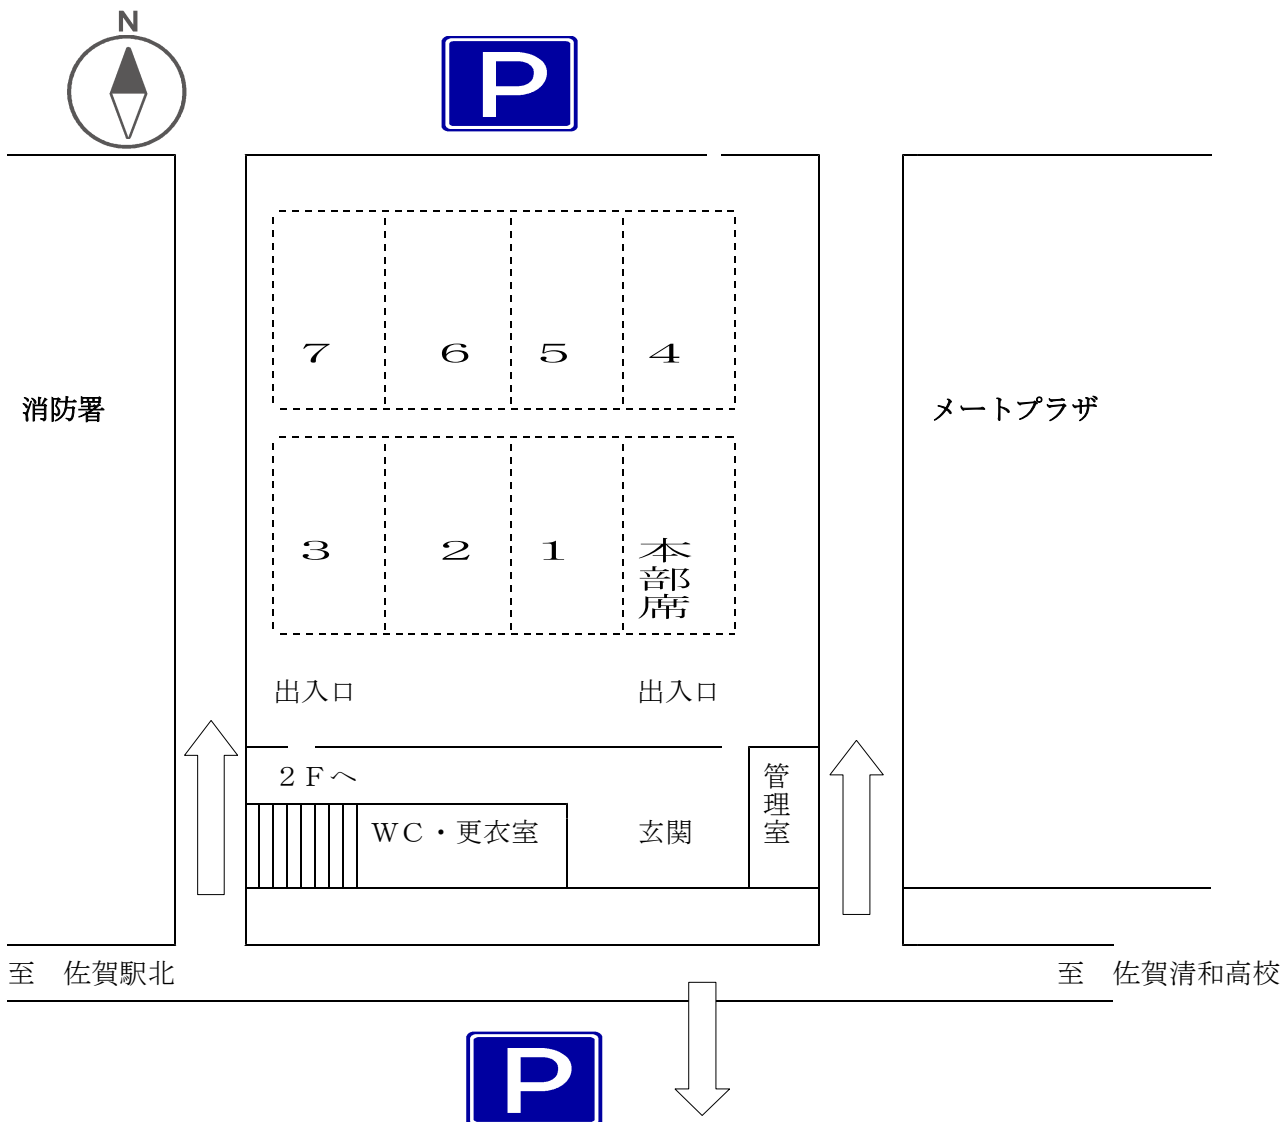 N
P
7 6 5 4
消防署
メートプラザ
3 2 1 本部席
出入口 出入口
2Fへ
管理室
WC・更衣室 玄関
至 佐賀駅北 至 佐賀清和高校
P